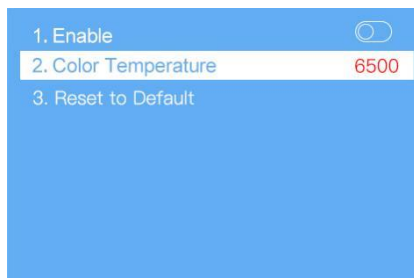 1. Enable
2. Color Temperature 6500
3. Reset to Default